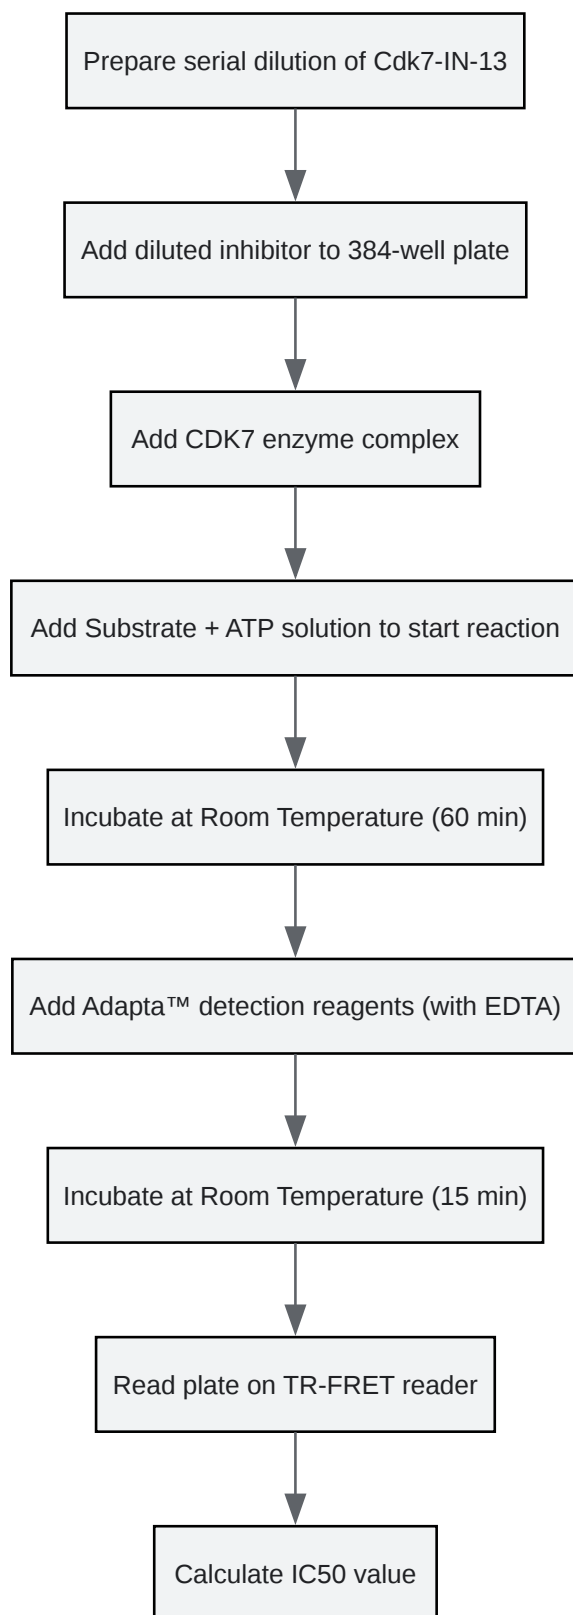 Prepare serial dilution of Cdk7-IN-13
Add diluted inhibitor to 384-well plate
Add CDK7 enzyme complex
Add Substrate + ATP solution to start reaction
Incubate at Room Temperature (60 min)
Add Adapta™ detection reagents (with EDTA)
Incubate at Room Temperature (15 min)
Read plate on TR-FRET reader
Calculate IC50 value